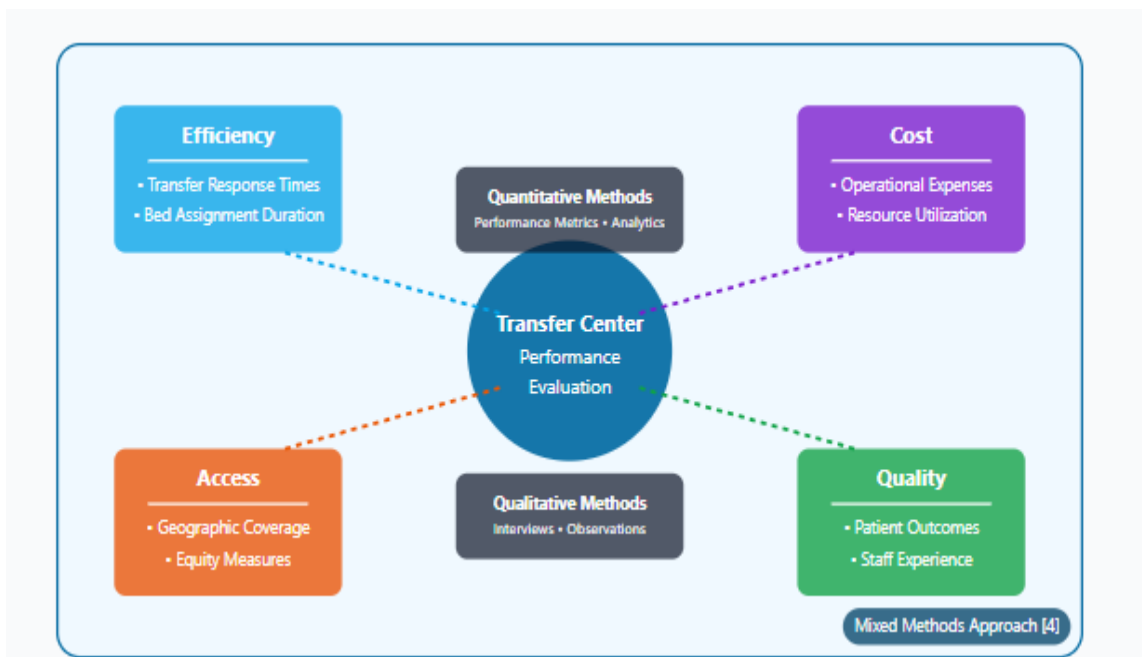 Efficiency
• Transfer Response Times
• Bed Assignment Duration
Cost
• Operational Expenses
• Resource Utilization
Quantitative Methods
Performance Metrics • Analytics
Transfer Center
Performance
Evaluation
Access
• Geographic Coverage
• Equity Measures
Qualitative Methods
Interviews • Observations
Quality
• Patient Outcomes
• Staff Experience
Mixed Methods Approach [4]